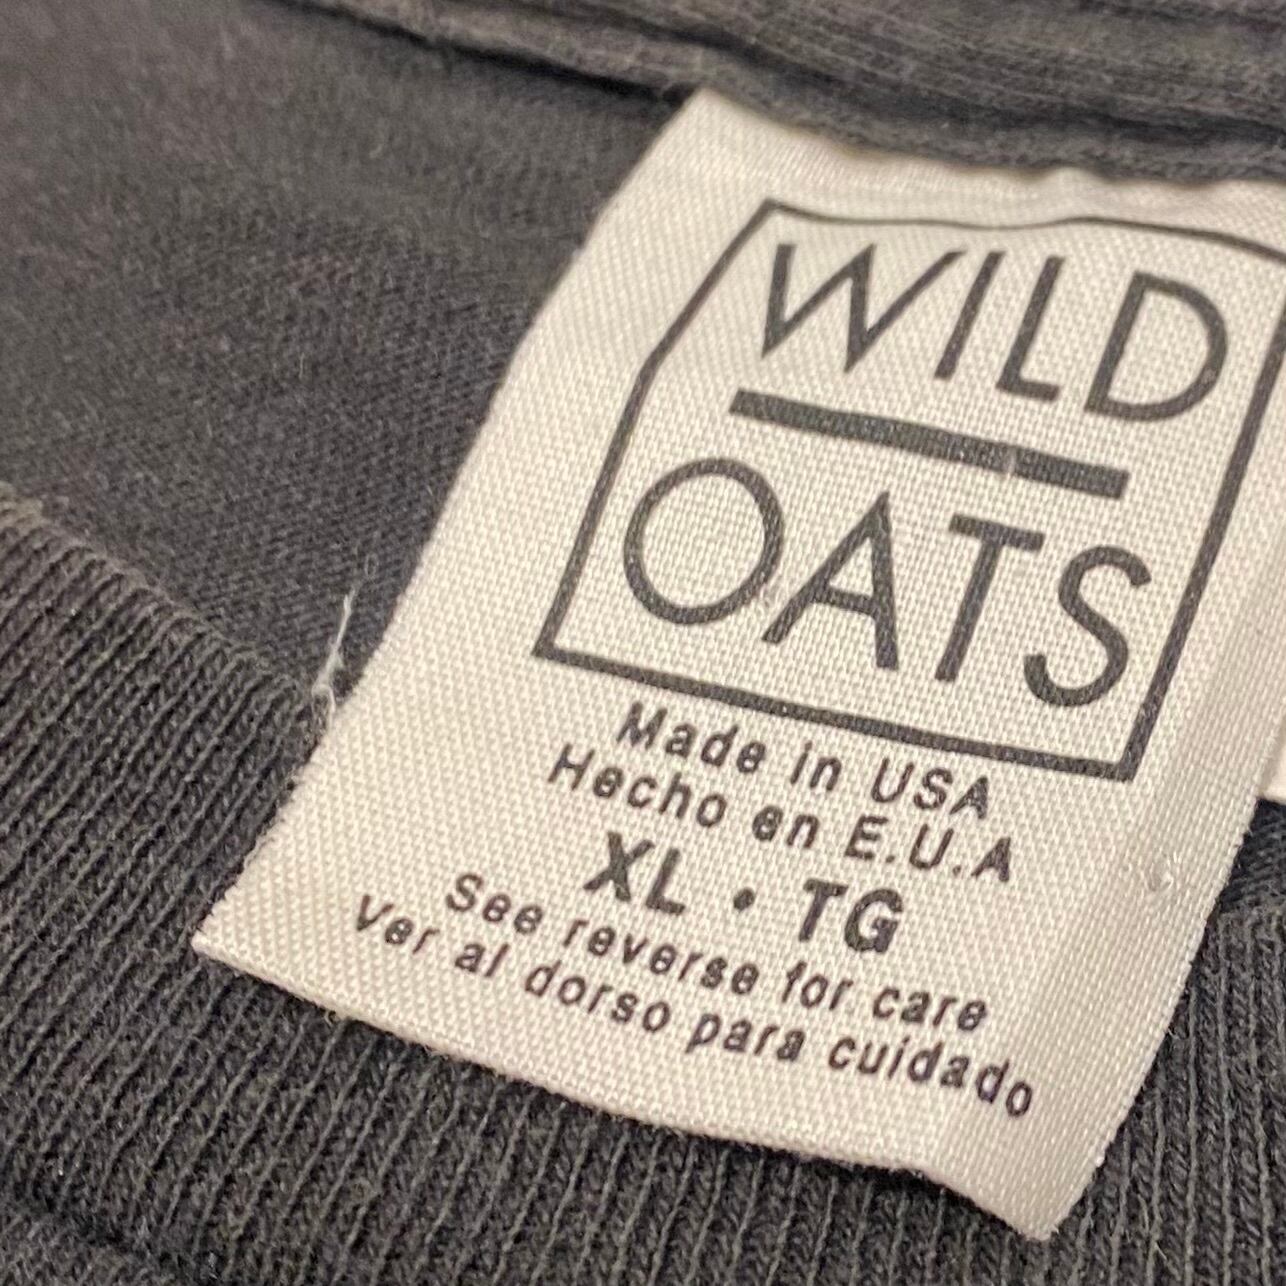 WILD
OATS
Made in USA
Hecho en E.U.A
XL • TG
See reverse for care
Ver al dorso para cuidado